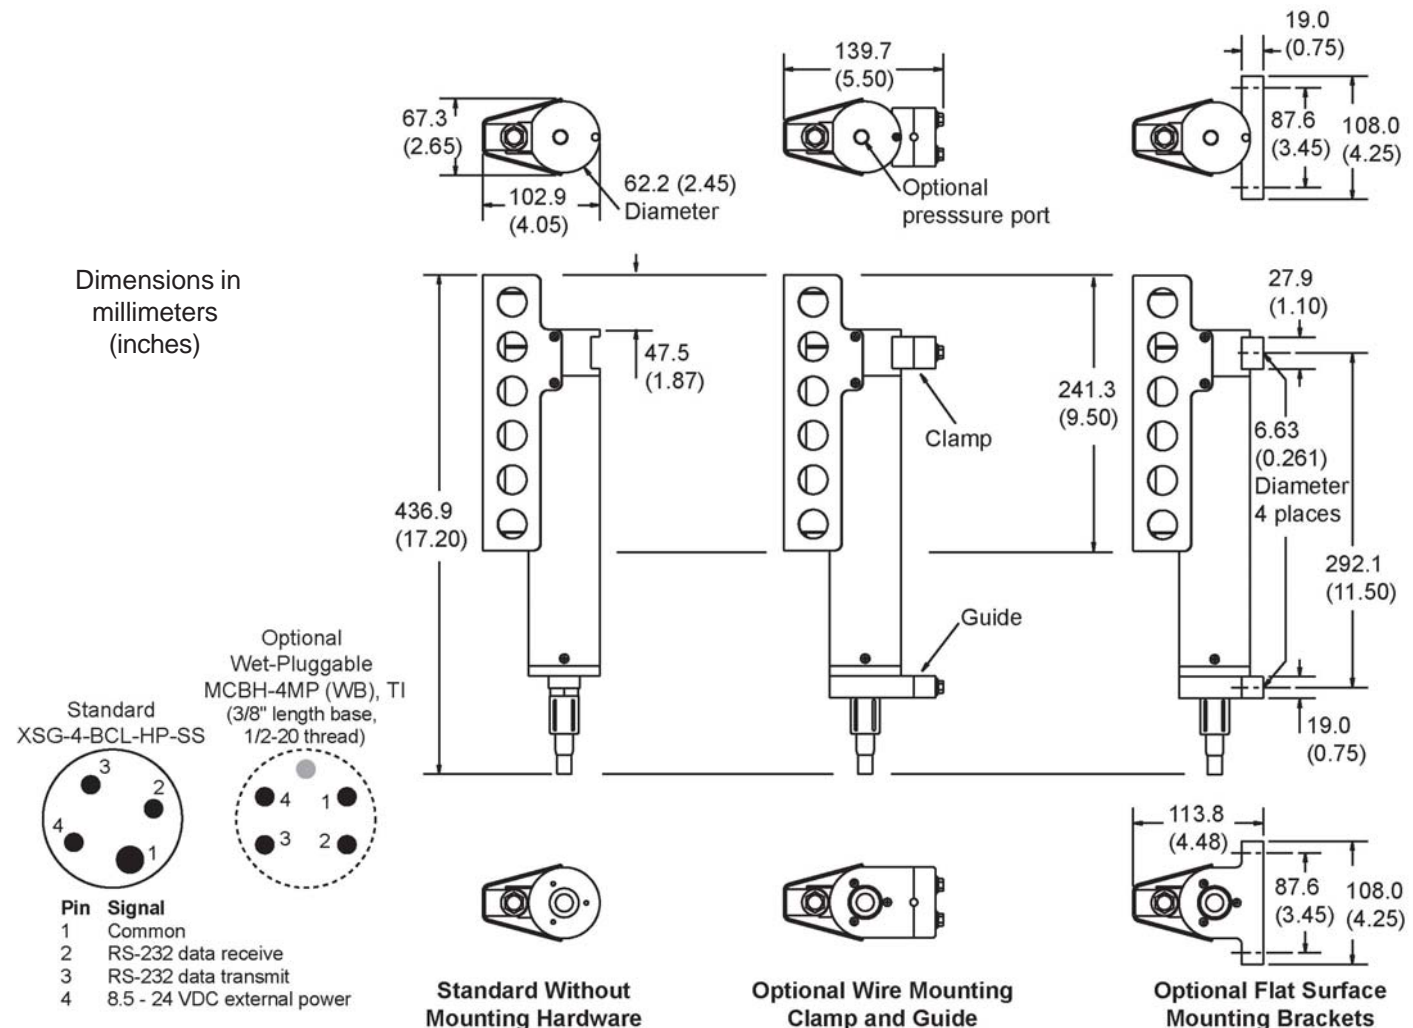 19.0
(0.75)
139.7
(5.50)
67.3
(2.65)
87.6
(3.45)
108.0
(4.25)
62.2 (2.45)
Diameter
102.9
(4.05)
Optional
presssure port
Dimensions in
millimeters
(inches)
27.9
(1.10)
47.5
(1.87)
241.3
(9.50)
Clamp
6.63
(0.261)
Diameter
4 places
436.9
(17.20)
292.1
(11.50)
Guide
19.0
(0.75)
Optional
Wet-Pluggable
MCBH-4MP (WB), TI
(3/8" length base,
1/2-20 thread)
Standard
XSG-4-BCL-HP-SS
3
2
4
1
4
1
3
2
113.8
(4.48)
87.6
(3.45)
108.0
(4.25)
Pin Signal
1 Common
2 RS-232 data receive
3 RS-232 data transmit
4 8.5 - 24 VDC external power
Standard Without
Mounting Hardware
Optional Wire Mounting
Clamp and Guide
Optional Flat Surface
Mounting Brackets